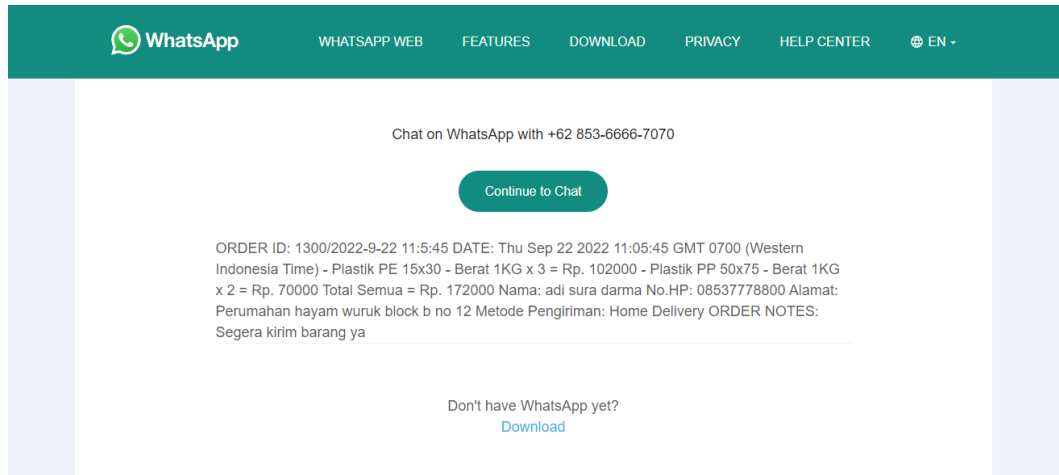 WhatsApp WHATSAPP WEB FEATURES DOWNLOAD PRIVACY HELP CENTER EN
Chat on WhatsApp with +62 853-6666-7070
Continue to Chat
ORDER ID: 1300/2022-9-22 11:5:45 DATE: Thu Sep 22 2022 11:05:45 GMT 0700 (Western
Indonesia Time) - Plastik PE 15x30 - Berat 1KG x 3 = Rp. 102000 - Plastik PP 50x75 - Berat 1KG
x 2 = Rp. 70000 Total Semua = Rp. 172000 Nama: adi sura darma No.HP: 08537778800 Alamat:
Perumahan hayam wuruk block b no 12 Metode Pengiriman: Home Delivery ORDER NOTES:
Segera kirim barang ya
Don't have WhatsApp yet?
Download